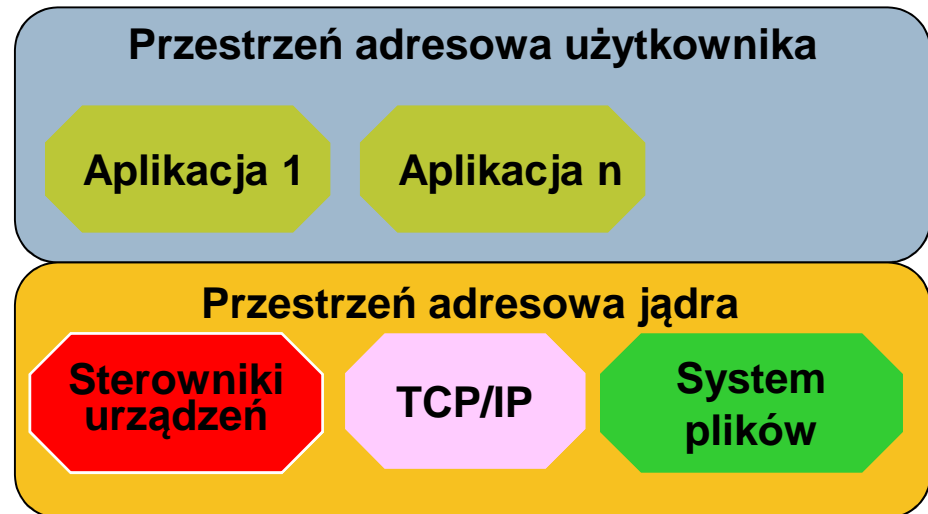 Przestrzeń adresowa użytkownika
Aplikacja 1
Aplikacja n
Przestrzeń adresowa jądra
Sterowniki
urządzeń
TCP/IP
System
plików